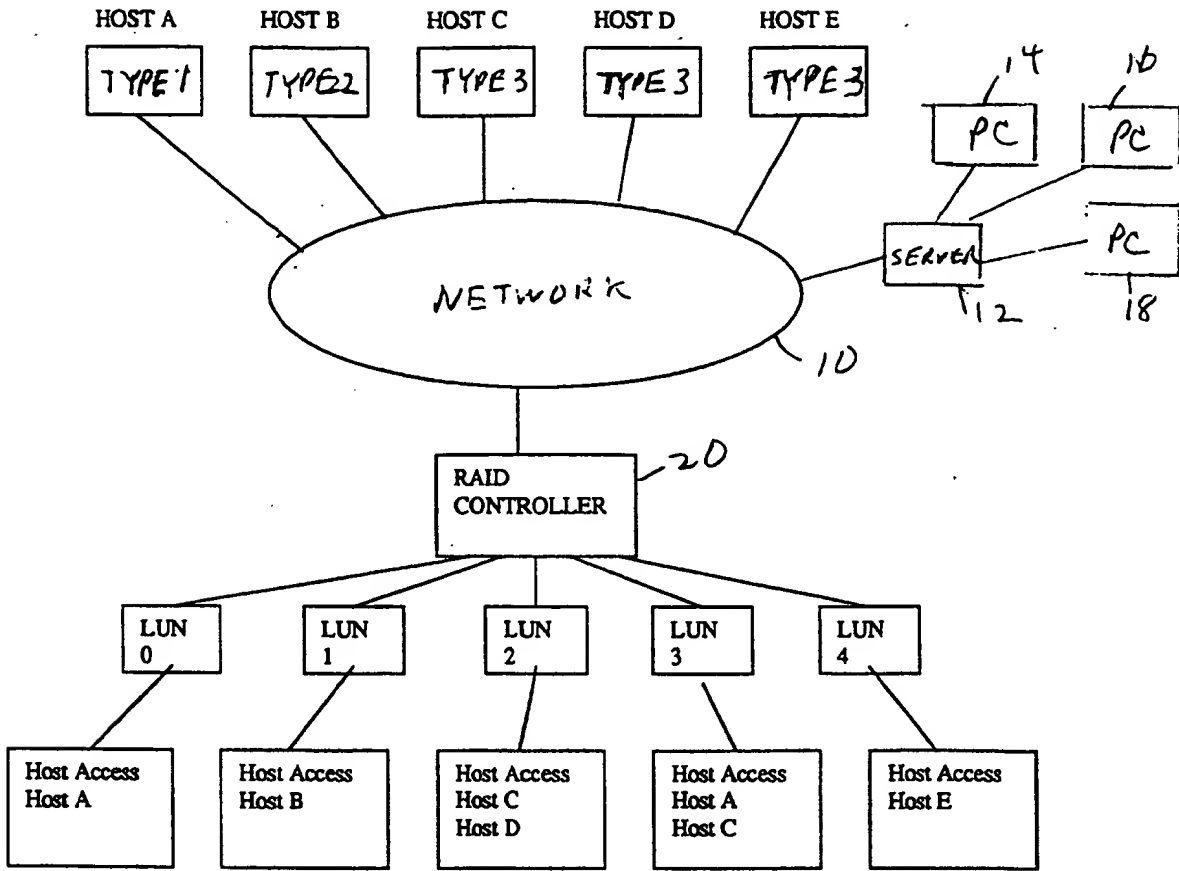 HOST A HOST B HOST C HOST D HOST E
TYPE 1 TYPE22 TYPE 3 TYPE 3 TYPE 3
14 16
PC PC
SERVER PC
12 18
NETWORK
10
RAID
CONTROLLER
20
LUN
0
LUN
1
LUN
2
LUN
3
LUN
4
Host Access
Host A
Host Access
Host B
Host Access
Host C
Host D
Host Access
Host A
Host C
Host Access
Host E